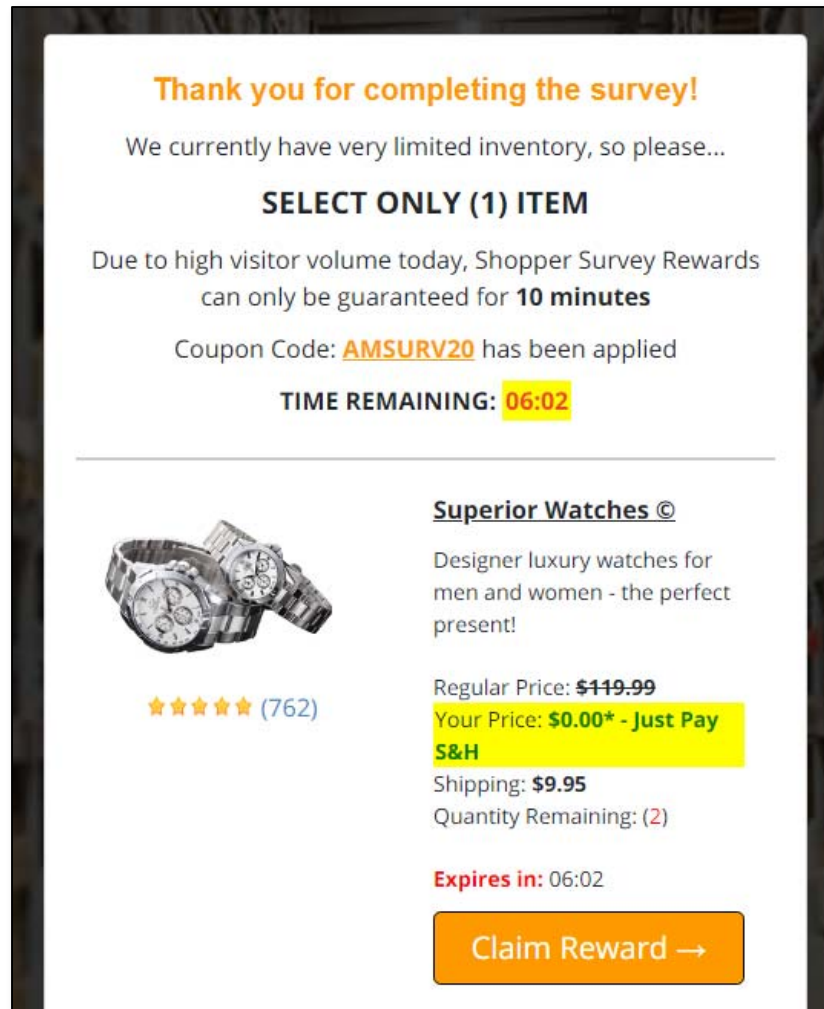 Thank you for completing the survey!
We currently have very limited inventory, so please...
SELECT ONLY (1) ITEM
Due to high visitor volume today, Shopper Survey Rewards
can only be guaranteed for 10 minutes
Coupon Code: AMSURV20 has been applied
TIME REMAINING: 06:02
Superior Watches ©
Designer luxury watches for
men and women - the perfect
present!
(762)
Regular Price: $119.99
Your Price: $0.00* - Just Pay
S&H
Shipping: $9.95
Quantity Remaining: (2)
Expires in: 06:02
Claim Reward →